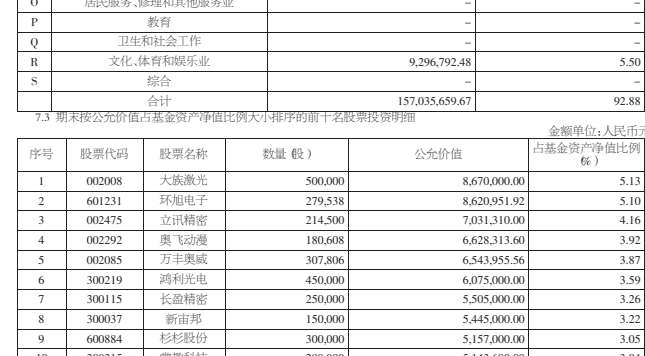 O 居民服务、修理和其他服务业 – –
P 教育 – –
Q 卫生和社会工作 – –
R 文化、体育和娱乐业 9,296,792.48 5.50
S 综合 – –
合计 157,035,659.67 92.88
7.3 期末按公允价值占基金资产净值比例大小排序的前十名股票投资明细
金额单位：人民币元
序号 股票代码 股票名称 数量（股） 公允价值 占基金资产净值比例（%）
1 002008 大族激光 500,000 8,670,000.00 5.13
2 601231 环旭电子 279,538 8,620,951.92 5.10
3 002475 立讯精密 214,500 7,031,310.00 4.16
4 002292 奥飞动漫 180,608 6,628,313.60 3.92
5 002085 万丰奥威 307,806 6,543,955.56 3.87
6 300219 鸿利光电 450,000 6,075,000.00 3.59
7 300115 长盈精密 250,000 5,505,000.00 3.26
8 300037 新宙邦 150,000 5,445,000.00 3.22
9 600884 杉杉股份 300,000 5,157,000.00 3.05